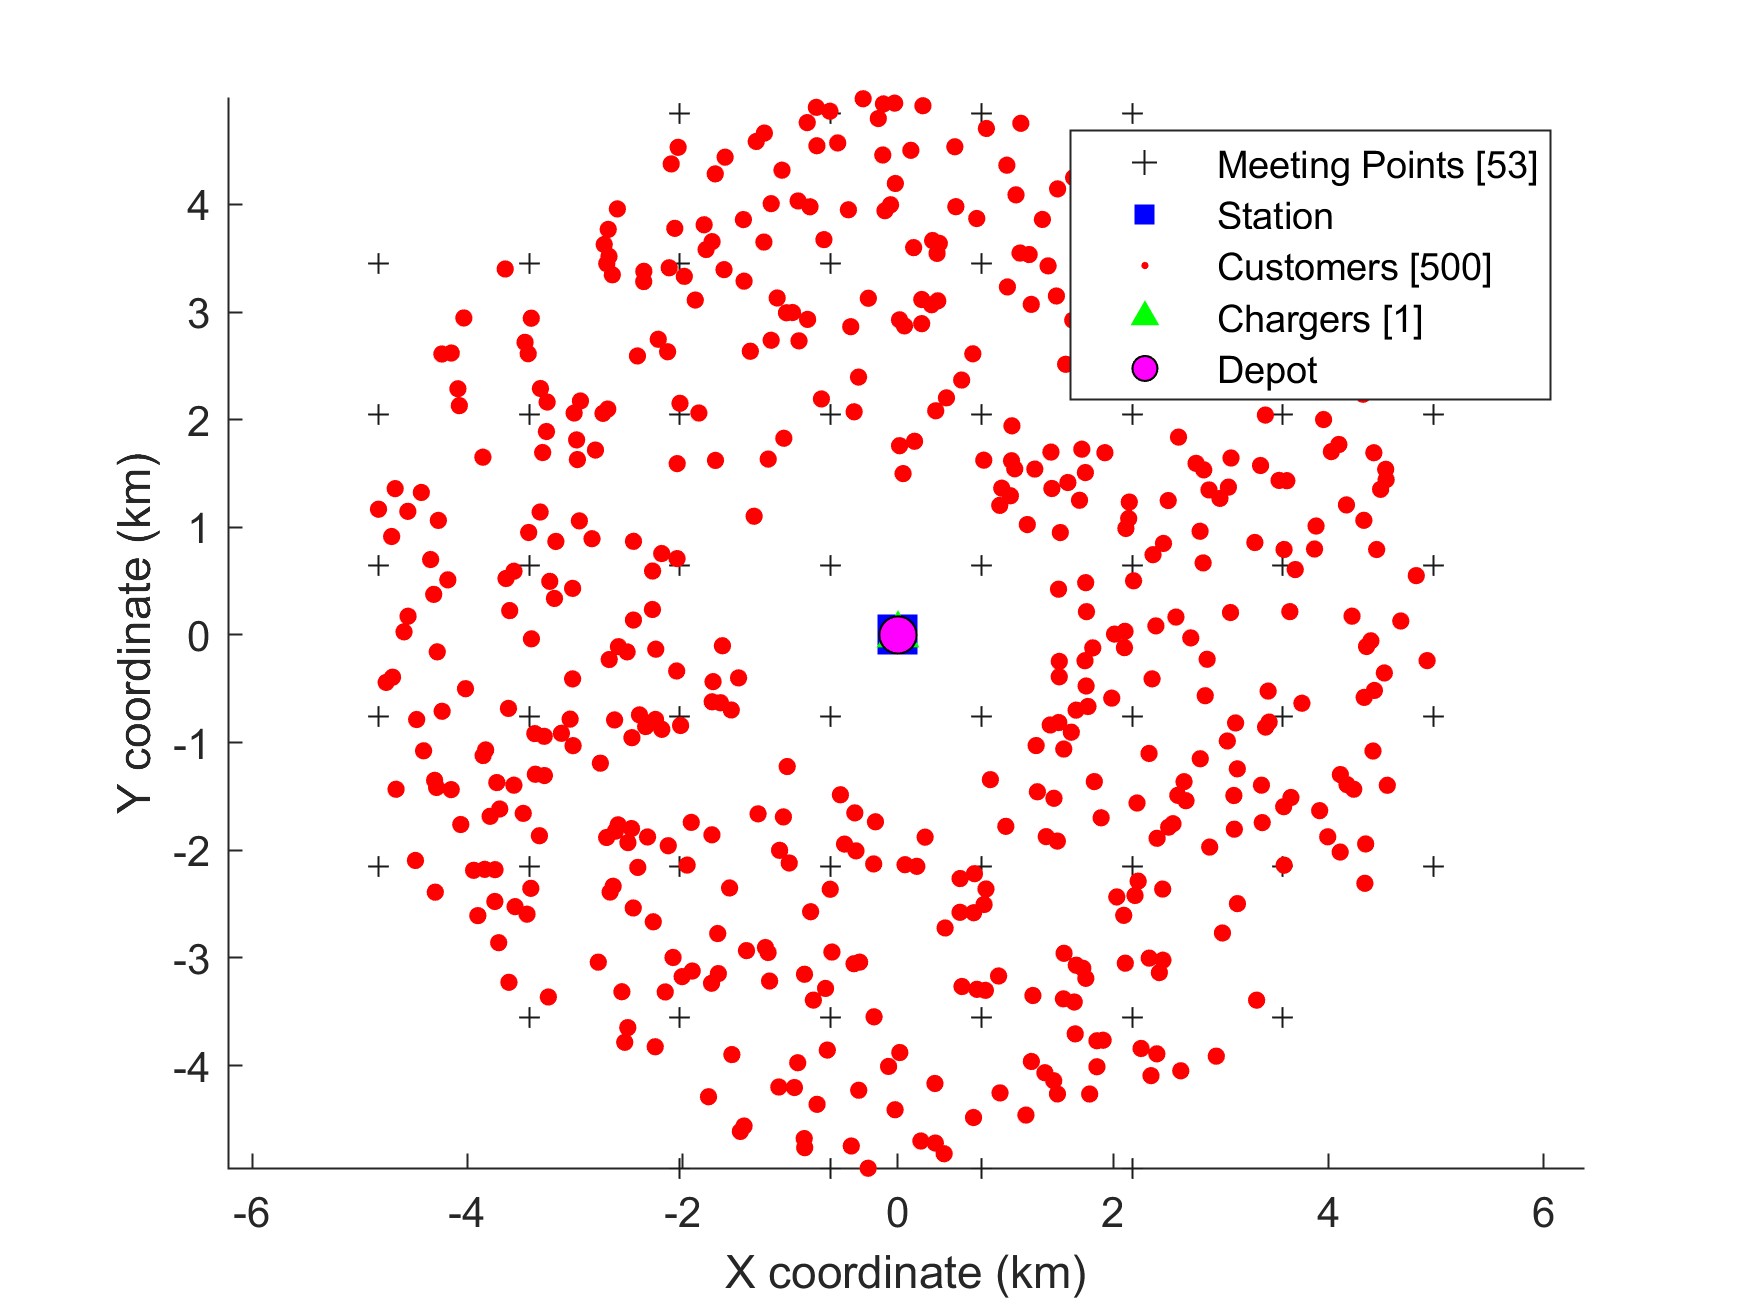 Meeting Points [53]
Station
Customers [500]
Chargers [1]
Depot
4
3
2
1
0
-1
-2
-3
-4
Y coordinate (km)
-6 -4 -2 0 2 4 6
X coordinate (km)